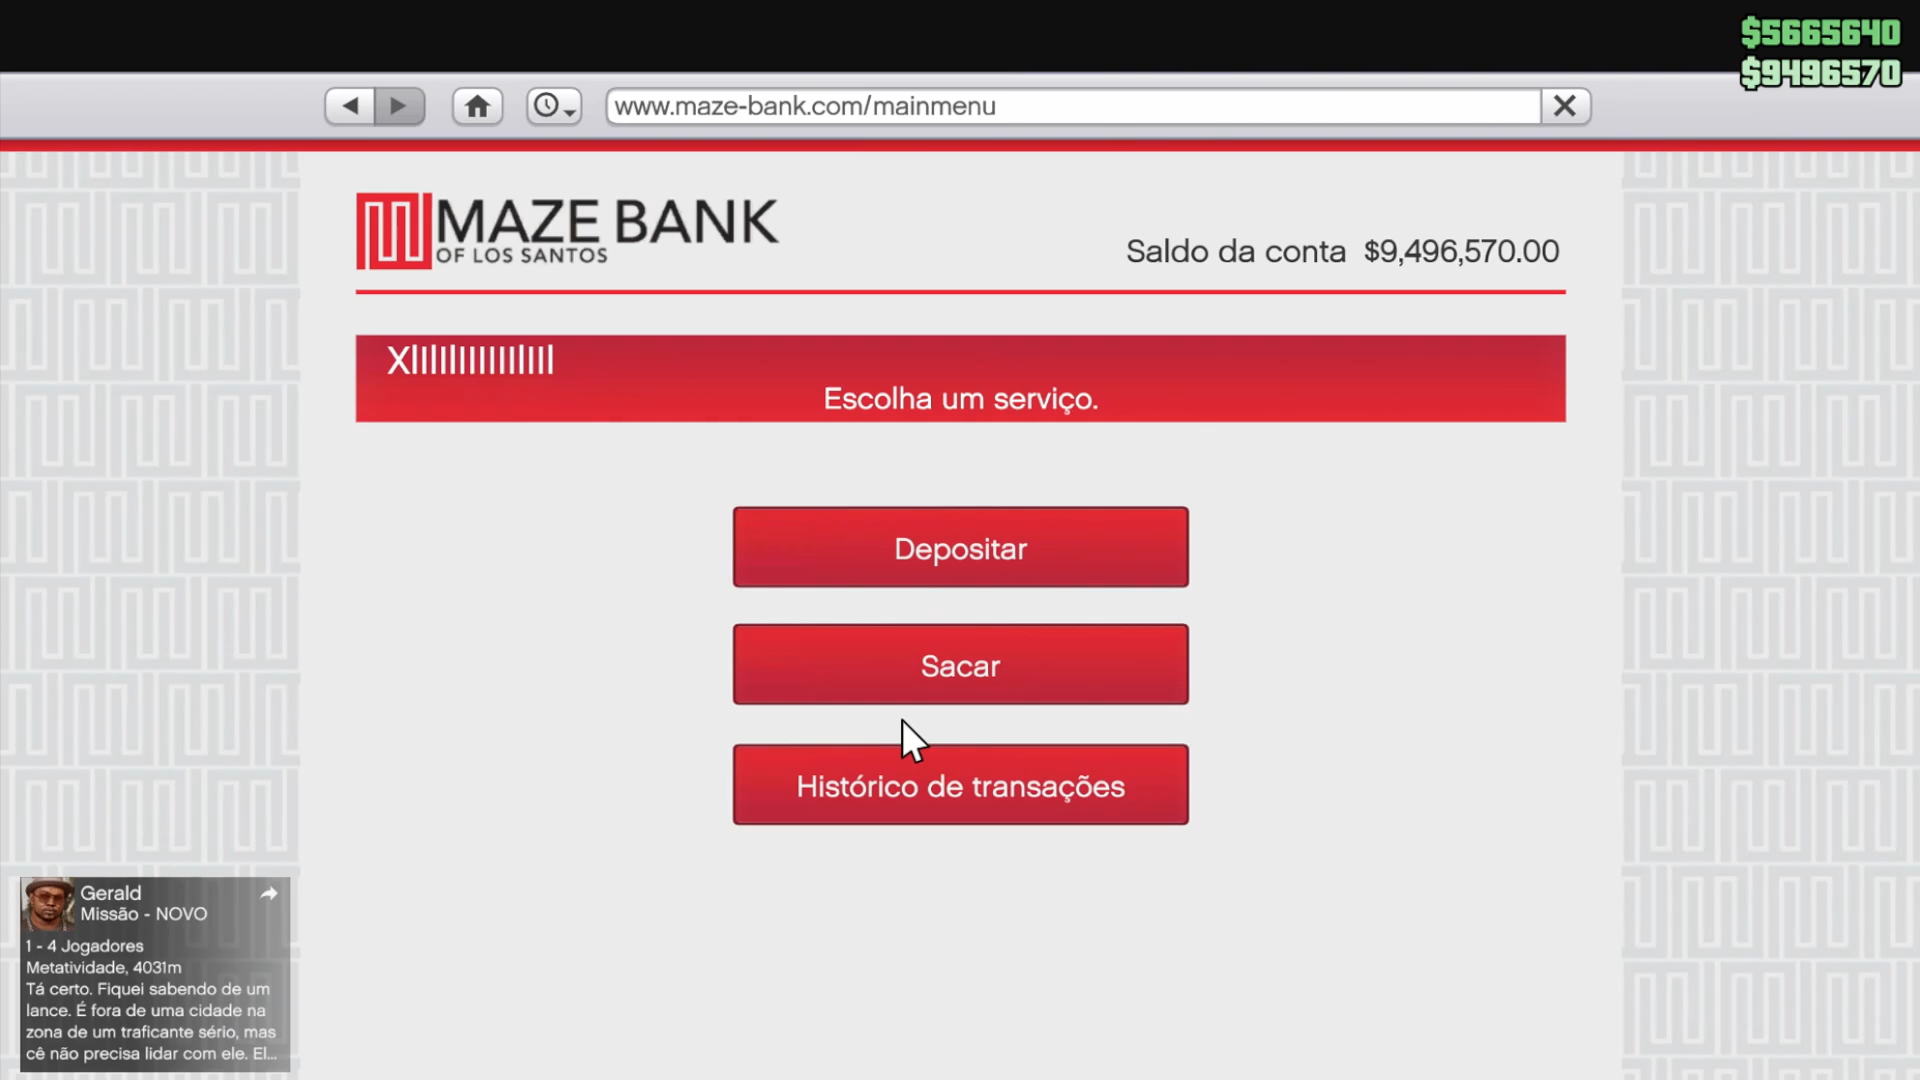 $5665640
$9496570
www.maze-bank.com/mainmenu
MAZE BANK
OF LOS SANTOS
Saldo da conta $9,496,570.00
Escolha um serviço.
Depositar
Sacar
Histórico de transações
Gerald
Missão - NOVO
1 - 4 Jogadores
Metatividade, 4031m
Tá certo. Fiquei sabendo de um
lance. É fora de uma cidade na
zona de um traficante sério, mas
cê não precisa lidar com ele. El...